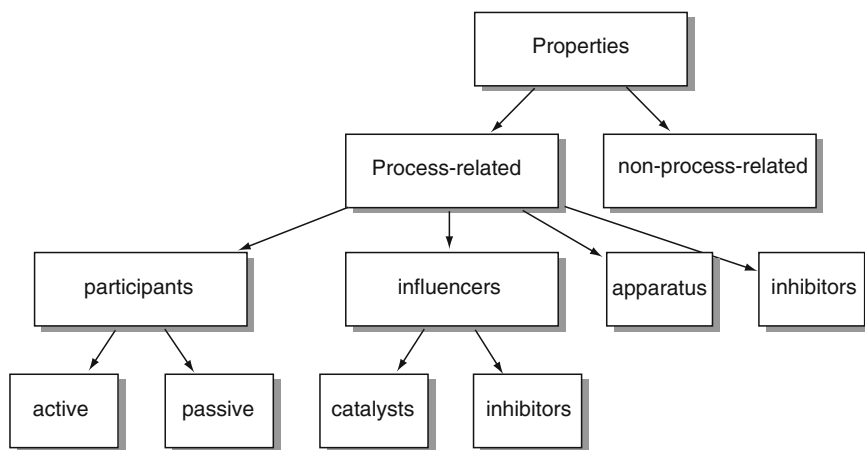 Properties
Process-related
non-process-related
participants
influencers
apparatus
inhibitors
active
passive
catalysts
inhibitors